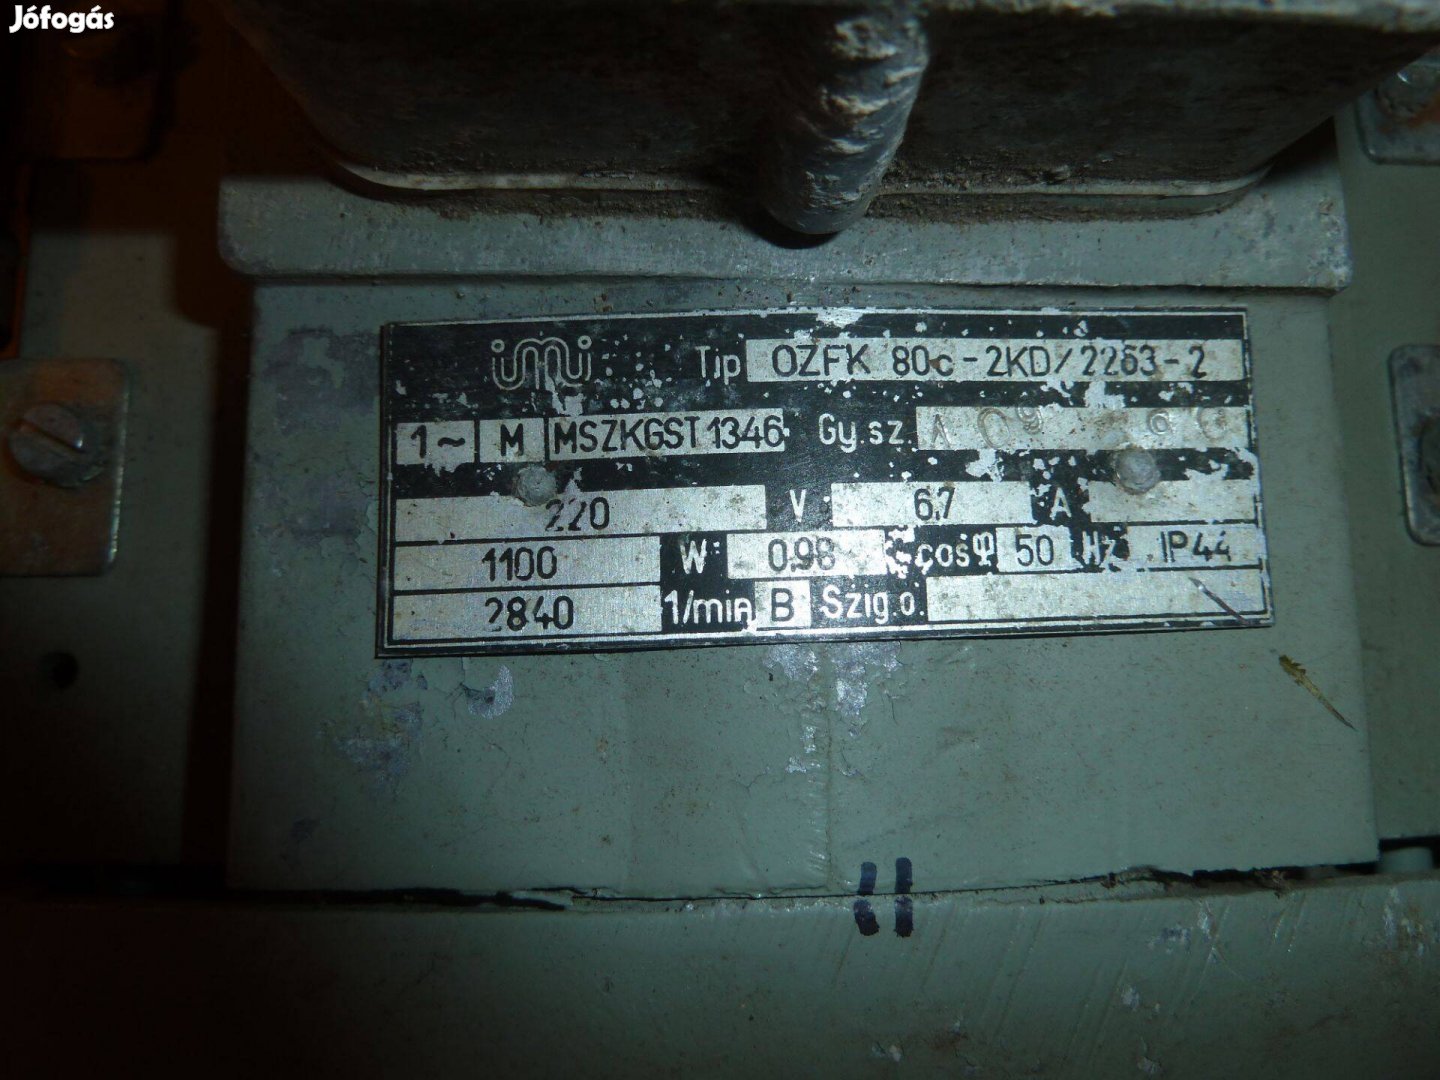 Jófogás
imi Tip OZFK 80c - 2KD/2263-2
1~ M MSZKGST 1346 Gy.sz.
220 V 6,7 A
1100 W 0,98 cosφ 50 Hz IP44
2840 1/min B Szig.o.